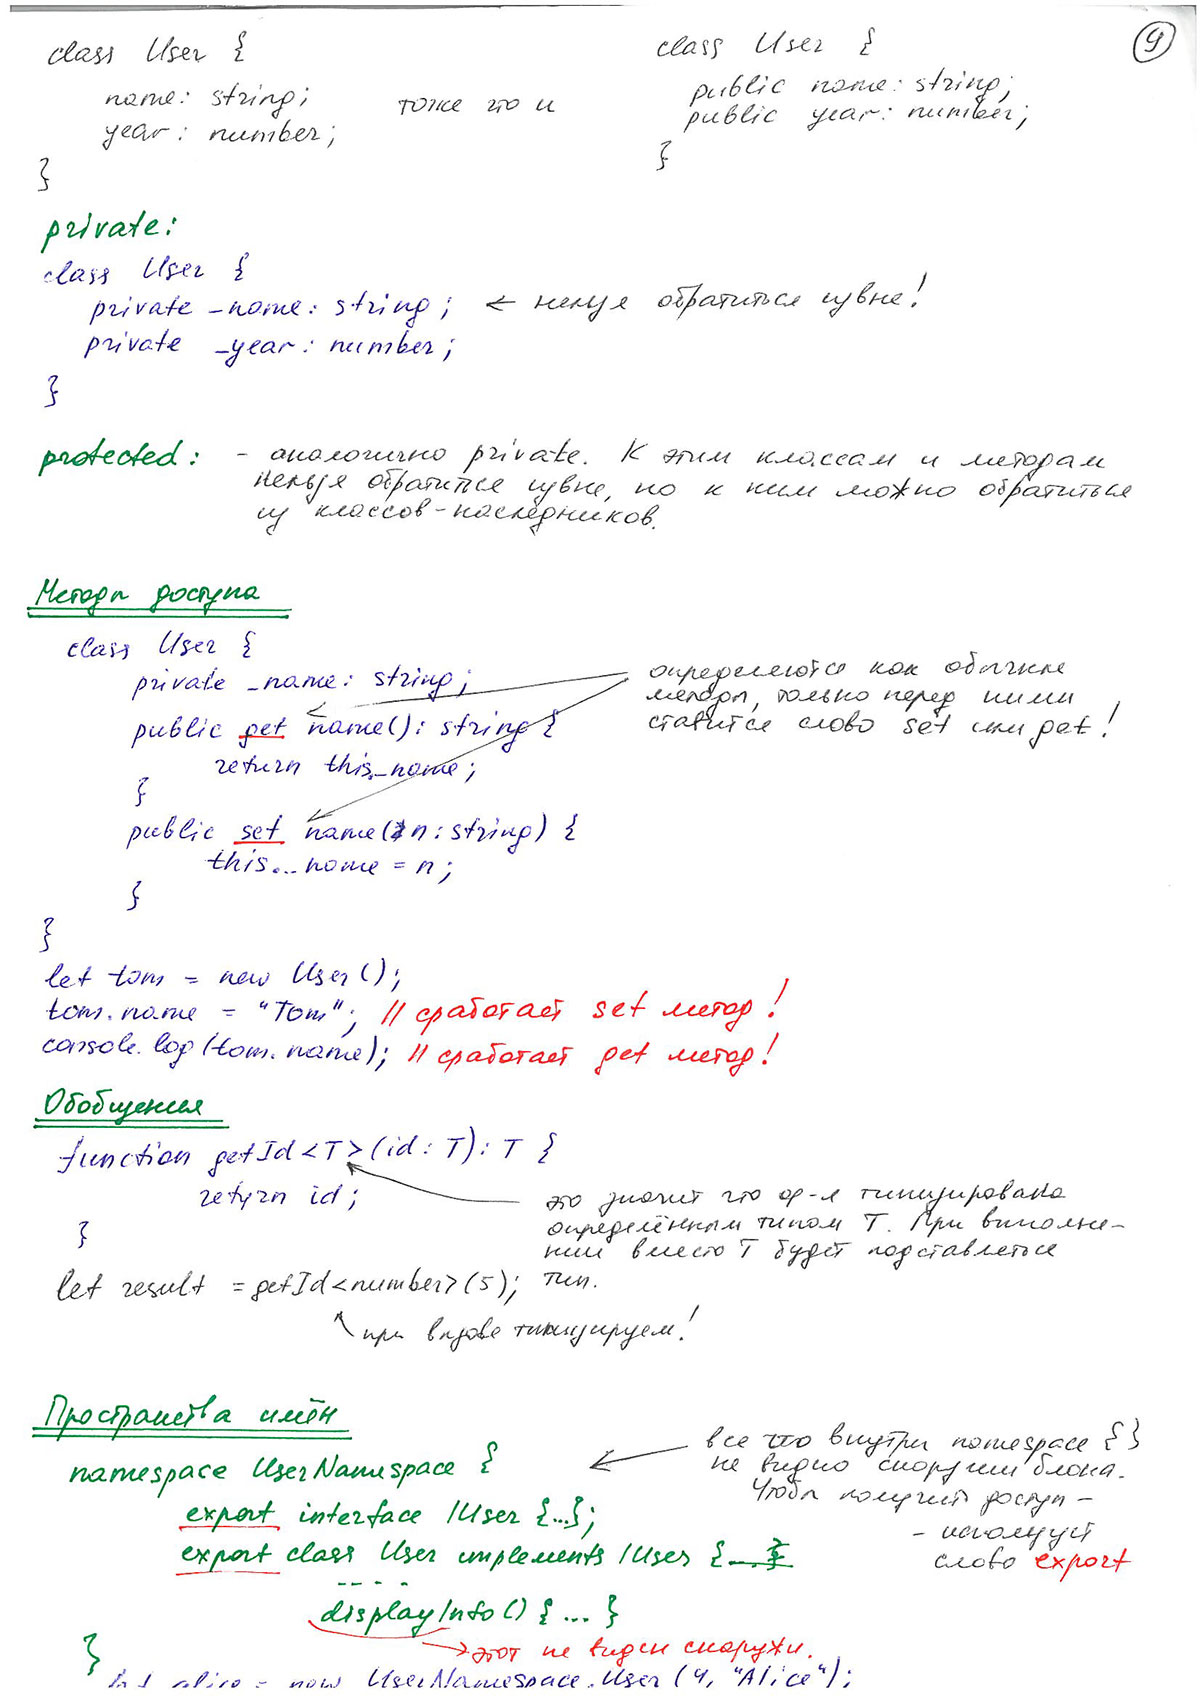 9
class User {
name: string;
year: number;
}
тоже что и
class User {
public name: string;
public year: number;
}
private:
class User {
private _name: string; ← нельзя обратиться извне!
private _year: number;
}
protected: - аналогично private. К этим классам и методам
нельзя обратится извне, но к ним можно обратиться
из классов-наследников.
Методы доступа
class User {
private _name: string;
public get name(): string {
return this._name;
}
public set name(n: string) {
this._name = n;
}
}
определяются как обычные
методы, только перед ними
ставится слово set или get!
let tom = new User();
tom.name = "Tom"; // сработает set метод!
console.log(tom.name); // сработает get метод!
Обобщения
function getId<T>(id: T): T {
return id;
}
это значит что ф-я типизирована
определённым типом T. При выполне-
нии вместо T будет подставляться
тип.
let result = getId<number>(5);
при вызове типизируем!
Пространства имён
namespace UserNamespace {
export interface IUser {...};
export class User implements IUser {...
displayInfo() { ... }
→ этот не виден снаружи.
}
все что внутри namespace { }
не видно снаружи блока.
Чтобы получить доступ -
- используй
слово export
let alice = new UserNamespace.User(4, "Alice");